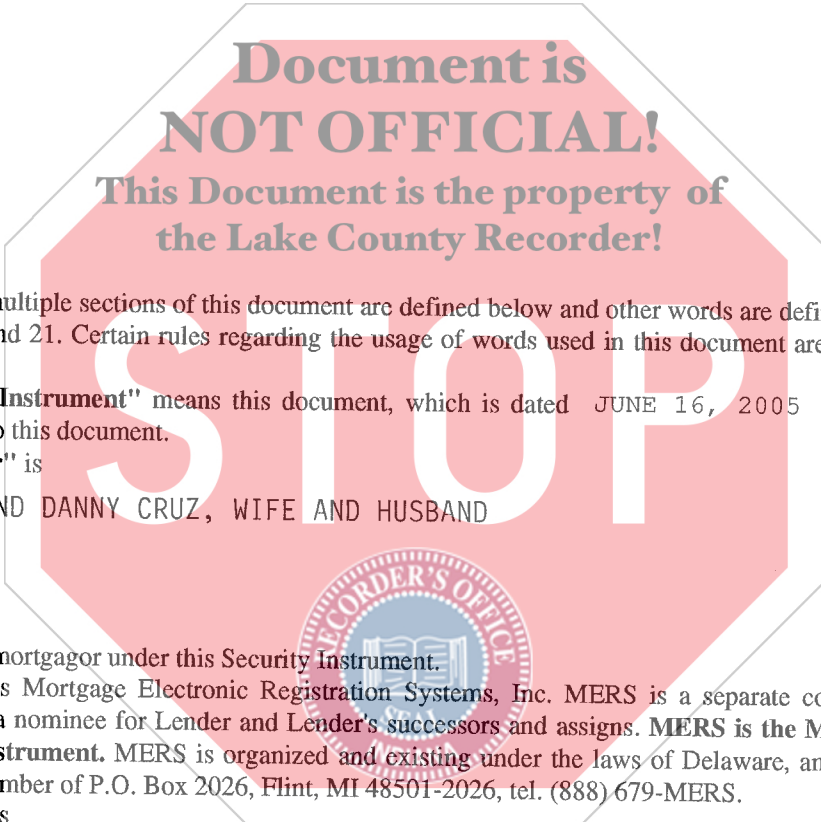 Document is
NOT OFFICIAL!
This Document is the property of
the Lake County Recorder!
ultiple sections of this document are defined below and other words are defi
nd 21. Certain rules regarding the usage of words used in this document are
Instrument" means this document, which is dated JUNE 16, 2005
this document.
" is
ND DANNY CRUZ, WIFE AND HUSBAND
STOP
RECORDER'S OFFICE
mortgagor under this Security Instrument.
s Mortgage Electronic Registration Systems, Inc. MERS is a separate co
a nominee for Lender and Lender's successors and assigns. MERS is the M
strument. MERS is organized and existing under the laws of Delaware, an
mber of P.O. Box 2026, Flint, MI 48501-2026, tel. (888) 679-MERS.
s